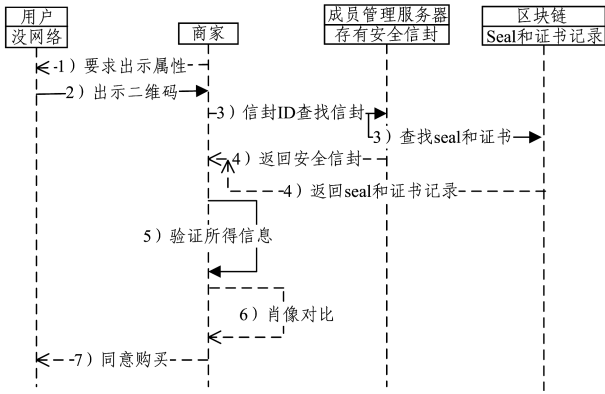 用户
没网络
商家
成员管理服务器
存有安全信封
区块链
Seal和证书记录
1）要求出示属性
2）出示二维码
3）信封ID查找信封
3）查找seal和证书
4）返回安全信封
4）返回seal和证书记录
5）验证所得信息
6）肖像对比
7）同意购买